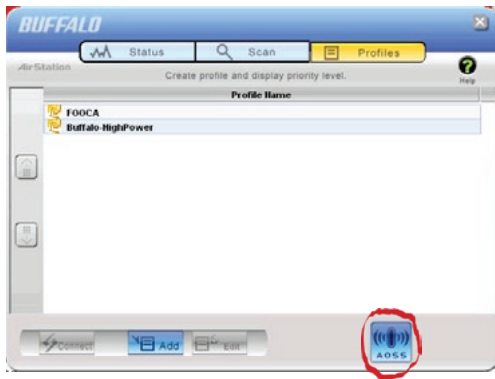 BUFFALO
Status Scan Profiles
AirStation
Create profile and display priority level.
Help
Profile Name
FOOCA
Buffalo-HighPower
Connect Add Edit
AOSS